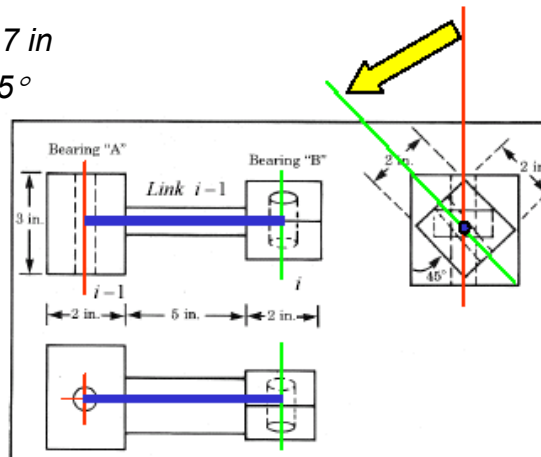 7 in
5°
Bearing "A"
Bearing "B"
Link i-1
2 in.
2 in
3 in.
45°
i-1
i
2 in.
5 in.
2 in.